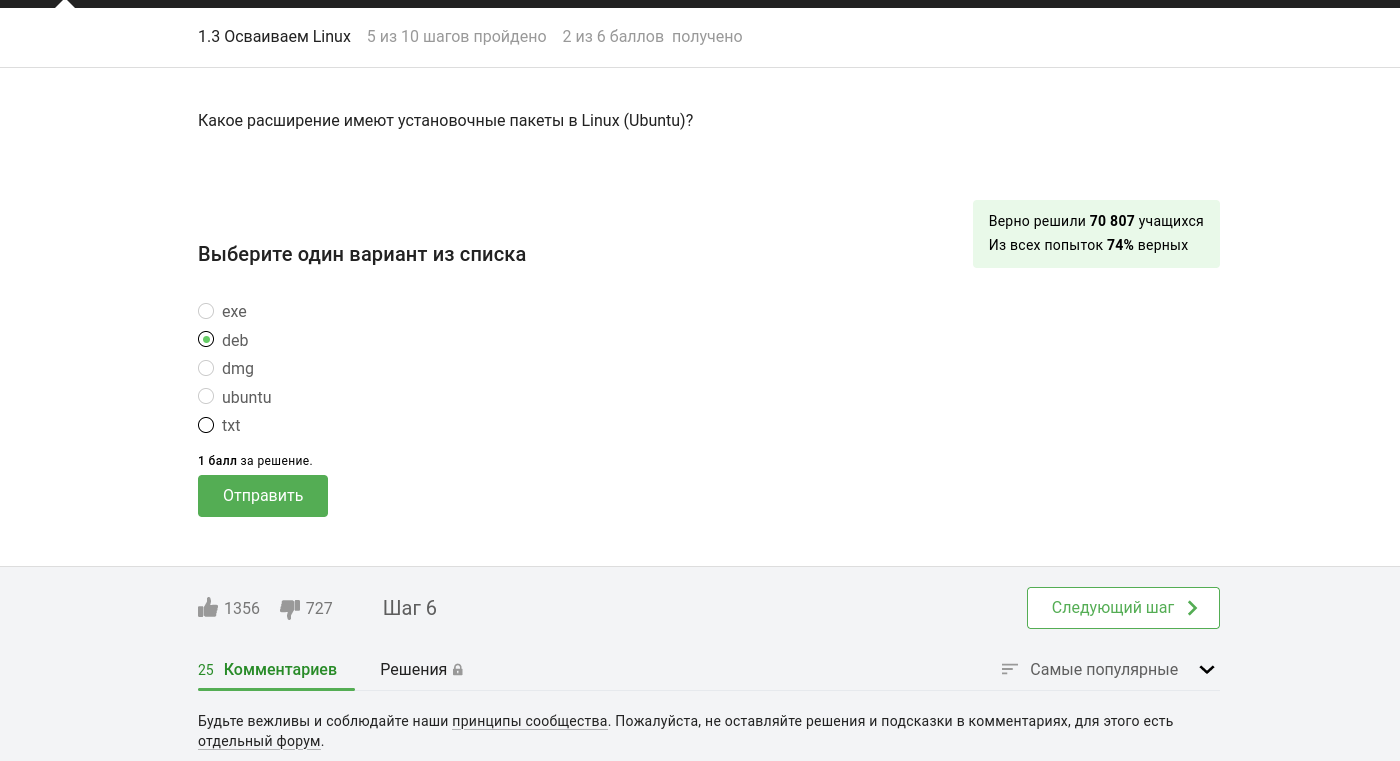 1.3 Осваиваем Linux 5 из 10 шагов пройдено 2 из 6 баллов получено
Какое расширение имеют установочные пакеты в Linux (Ubuntu)?
Верно решили 70 807 учащихся
Из всех попыток 74% верных
Выберите один вариант из списка
exe
deb
dmg
ubuntu
txt
1 балл за решение.
Отправить
1356 727 Шаг 6 Следующий шаг
25 Комментариев Решения Самые популярные
Будьте вежливы и соблюдайте наши принципы сообщества. Пожалуйста, не оставляйте решения и подсказки в комментариях, для этого есть
отдельный форум.